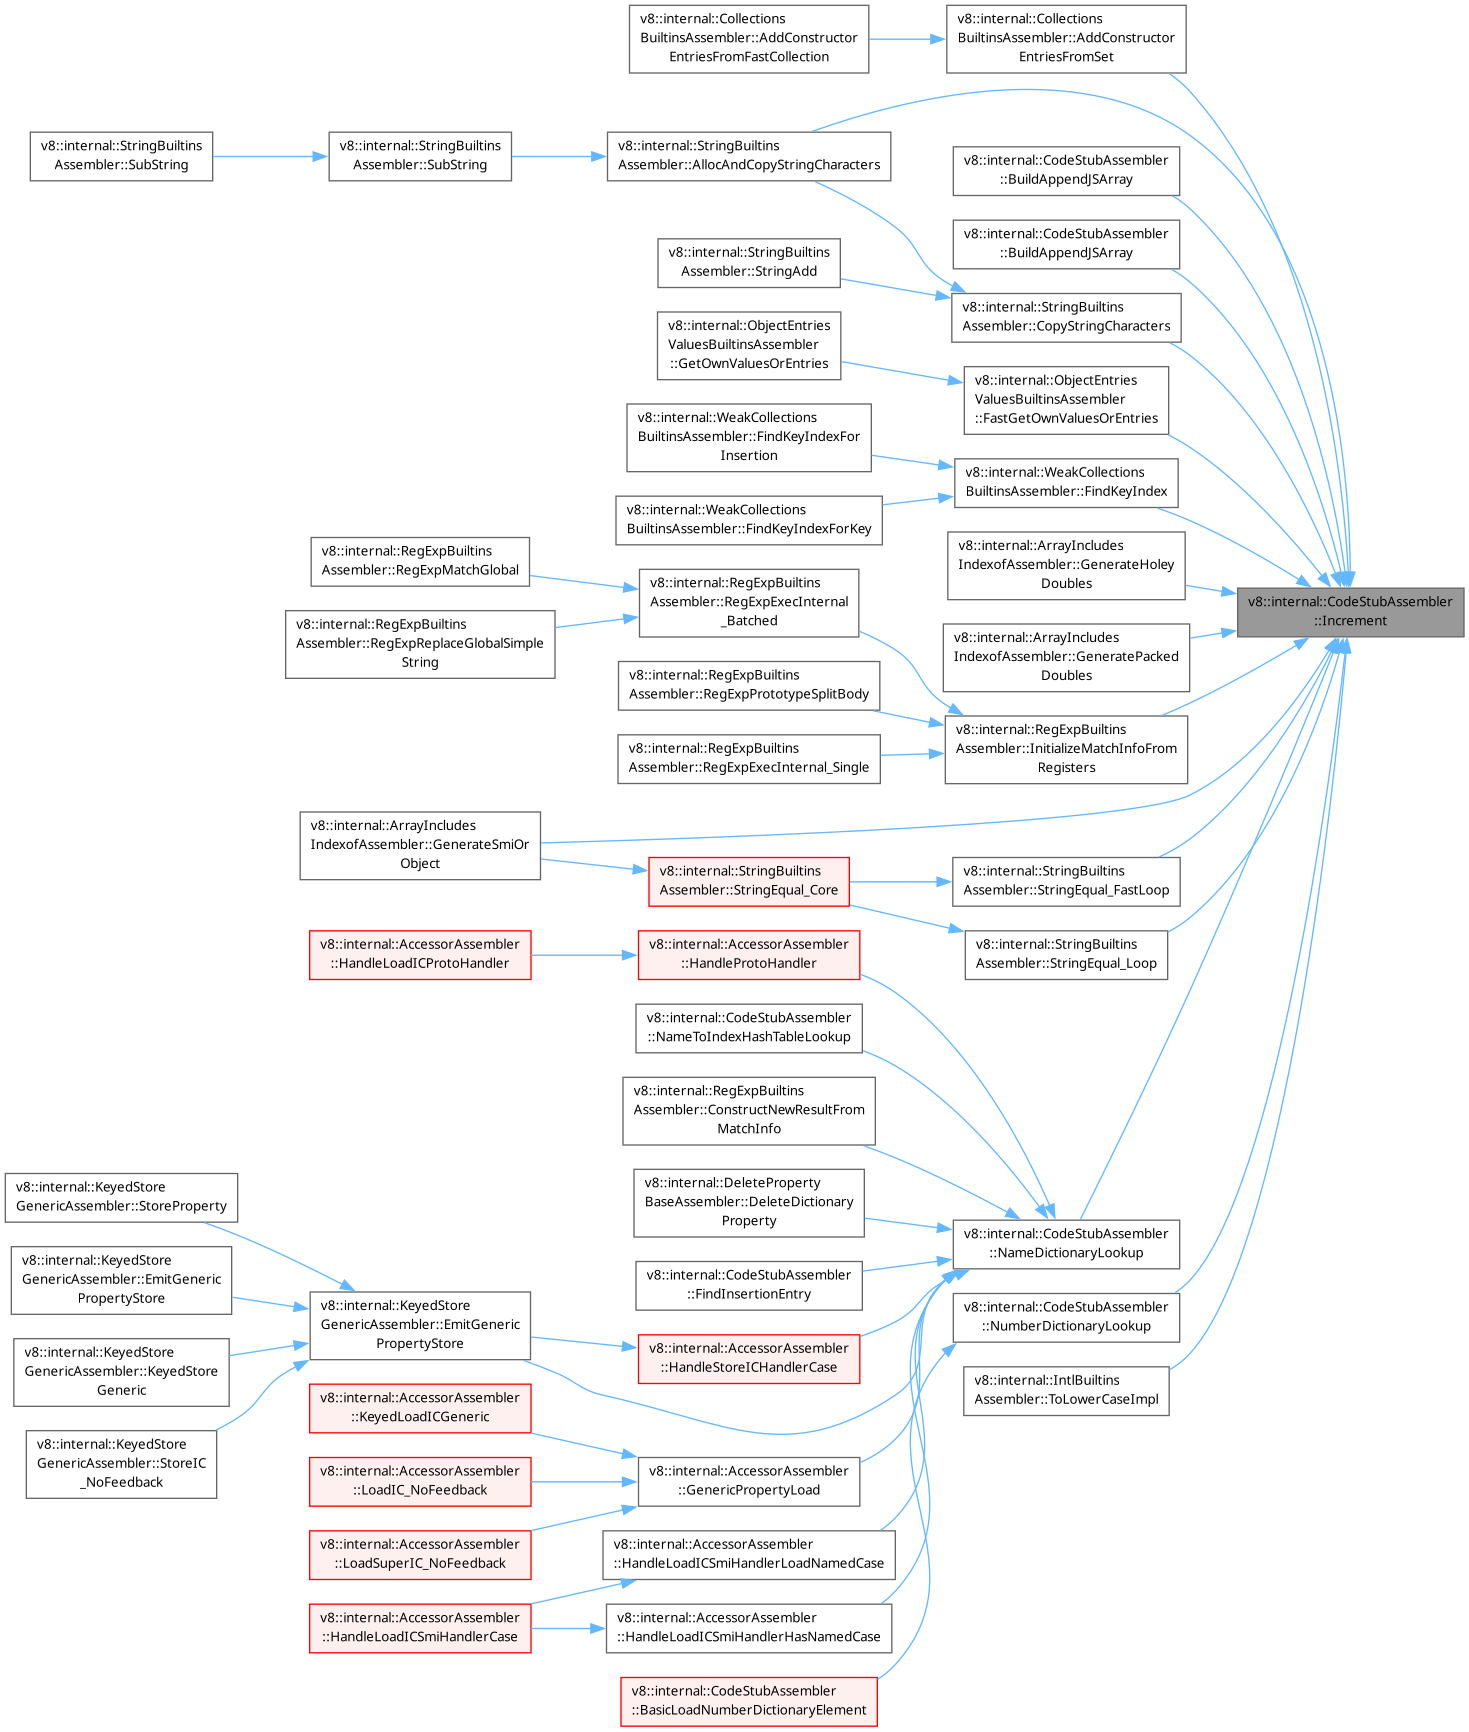 v8::internal::Collections
BuiltinsAssembler::AddConstructor
EntriesFromFastCollection
v8::internal::Collections
BuiltinsAssembler::AddConstructor
EntriesFromSet
v8::internal::StringBuiltins
Assembler::SubString
v8::internal::StringBuiltins
Assembler::SubString
v8::internal::StringBuiltins
Assembler::AllocAndCopyStringCharacters
v8::internal::CodeStubAssembler
::BuildAppendJSArray
v8::internal::CodeStubAssembler
::BuildAppendJSArray
v8::internal::StringBuiltins
Assembler::StringAdd
v8::internal::StringBuiltins
Assembler::CopyStringCharacters
v8::internal::ObjectEntries
ValuesBuiltinsAssembler
::GetOwnValuesOrEntries
v8::internal::ObjectEntries
ValuesBuiltinsAssembler
::FastGetOwnValuesOrEntries
v8::internal::WeakCollections
BuiltinsAssembler::FindKeyIndexFor
Insertion
v8::internal::WeakCollections
BuiltinsAssembler::FindKeyIndex
v8::internal::WeakCollections
BuiltinsAssembler::FindKeyIndexForKey
v8::internal::ArrayIncludes
IndexofAssembler::GenerateHoley
Doubles
v8::internal::RegExpBuiltins
Assembler::RegExpMatchGlobal
v8::internal::RegExpBuiltins
Assembler::RegExpExecInternal
_Batched
v8::internal::CodeStubAssembler
::Increment
v8::internal::RegExpBuiltins
Assembler::RegExpReplaceGlobalSimple
String
v8::internal::ArrayIncludes
IndexofAssembler::GeneratePacked
Doubles
v8::internal::RegExpBuiltins
Assembler::RegExpPrototypeSplitBody
v8::internal::RegExpBuiltins
Assembler::InitializeMatchInfoFrom
Registers
v8::internal::RegExpBuiltins
Assembler::RegExpExecInternal_Single
v8::internal::ArrayIncludes
IndexofAssembler::GenerateSmiOr
Object
v8::internal::StringBuiltins
Assembler::StringEqual_Core
v8::internal::StringBuiltins
Assembler::StringEqual_FastLoop
v8::internal::AccessorAssembler
::HandleLoadICProtoHandler
v8::internal::AccessorAssembler
::HandleProtoHandler
v8::internal::StringBuiltins
Assembler::StringEqual_Loop
v8::internal::CodeStubAssembler
::NameToIndexHashTableLookup
v8::internal::RegExpBuiltins
Assembler::ConstructNewResultFrom
MatchInfo
v8::internal::KeyedStore
GenericAssembler::StoreProperty
v8::internal::DeleteProperty
BaseAssembler::DeleteDictionary
Property
v8::internal::CodeStubAssembler
::NameDictionaryLookup
v8::internal::KeyedStore
GenericAssembler::EmitGeneric
PropertyStore
v8::internal::CodeStubAssembler
::FindInsertionEntry
v8::internal::KeyedStore
GenericAssembler::EmitGeneric
PropertyStore
v8::internal::CodeStubAssembler
::NumberDictionaryLookup
v8::internal::KeyedStore
GenericAssembler::KeyedStore
Generic
v8::internal::AccessorAssembler
::HandleStoreICHandlerCase
v8::internal::IntlBuiltins
Assembler::ToLowerCaseImpl
v8::internal::AccessorAssembler
::KeyedLoadICGeneric
v8::internal::KeyedStore
GenericAssembler::StoreIC
_NoFeedback
v8::internal::AccessorAssembler
::LoadIC_NoFeedback
v8::internal::AccessorAssembler
::GenericPropertyLoad
v8::internal::AccessorAssembler
::LoadSuperIC_NoFeedback
v8::internal::AccessorAssembler
::HandleLoadICSmiHandlerLoadNamedCase
v8::internal::AccessorAssembler
::HandleLoadICSmiHandlerCase
v8::internal::AccessorAssembler
::HandleLoadICSmiHandlerHasNamedCase
v8::internal::CodeStubAssembler
::BasicLoadNumberDictionaryElement